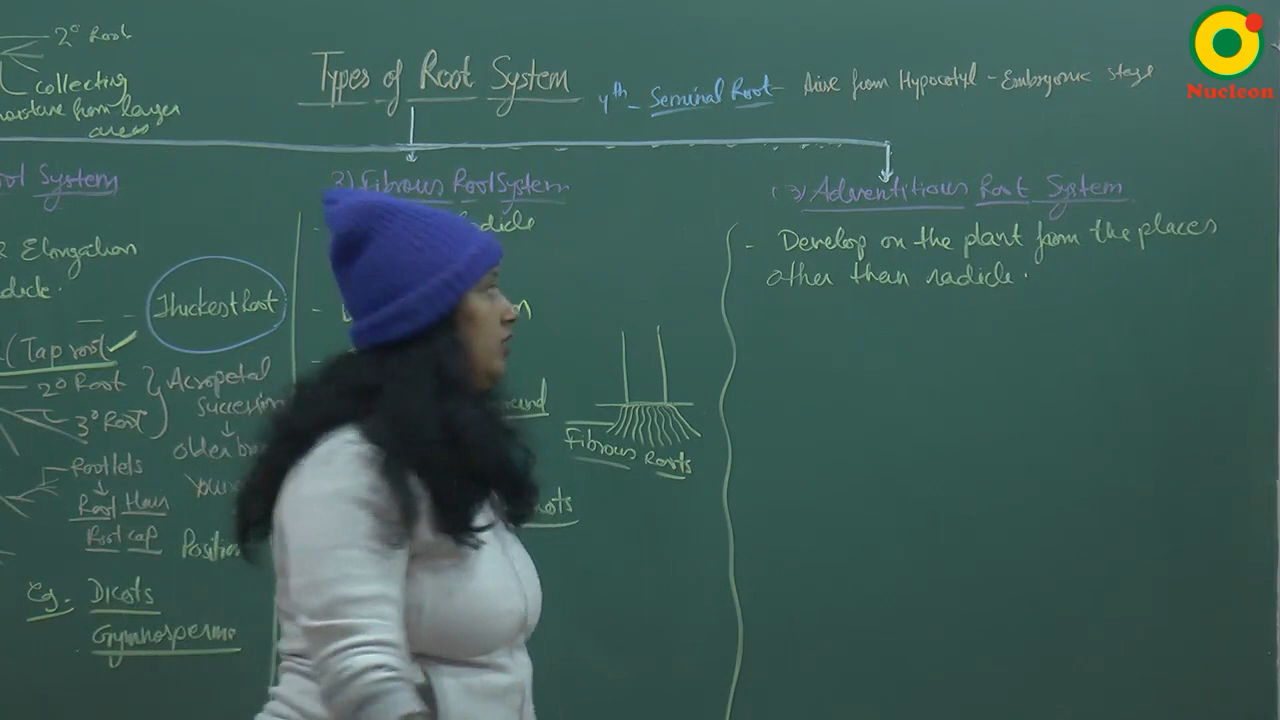 2° Root
collecting
moisture from larger
areas
Types of Root System
4th - Seminal Root - Arise from Hypocotyl - Embryonic stage
Nucleon
System
& Elongation
Thickest Root
(Tap root
2° Root
3° Root
Acropetal
succession
older
Rootlets
Root Hair
Root cap
Position
Eg. Dicots
Gymnosperms
2) Fibrous Root System
Radicle
Fibrous Roots
(3) Adventitious Root System
- Develop on the plant from the places
other than radicle.